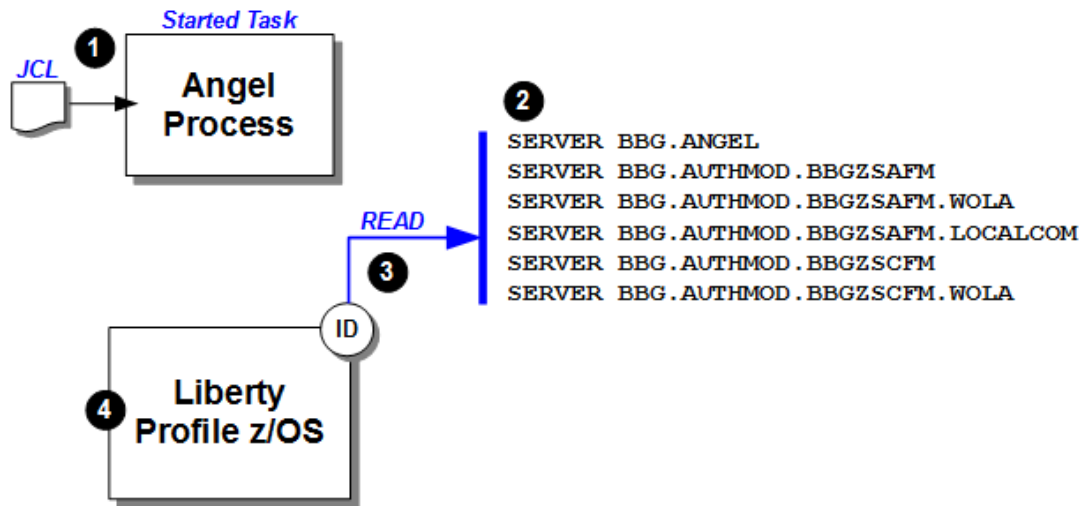 Started Task
1
JCL
Angel
Process
2
SERVER BBG.ANGEL
SERVER BBG.AUTHMOD.BBGZSAFM
SERVER BBG.AUTHMOD.BBGZSAFM.WOLA
SERVER BBG.AUTHMOD.BBGZSAFM.LOCALCOM
SERVER BBG.AUTHMOD.BBGZSCFM
SERVER BBG.AUTHMOD.BBGZSCFM.WOLA
READ
3
ID
4
Liberty
Profile z/OS